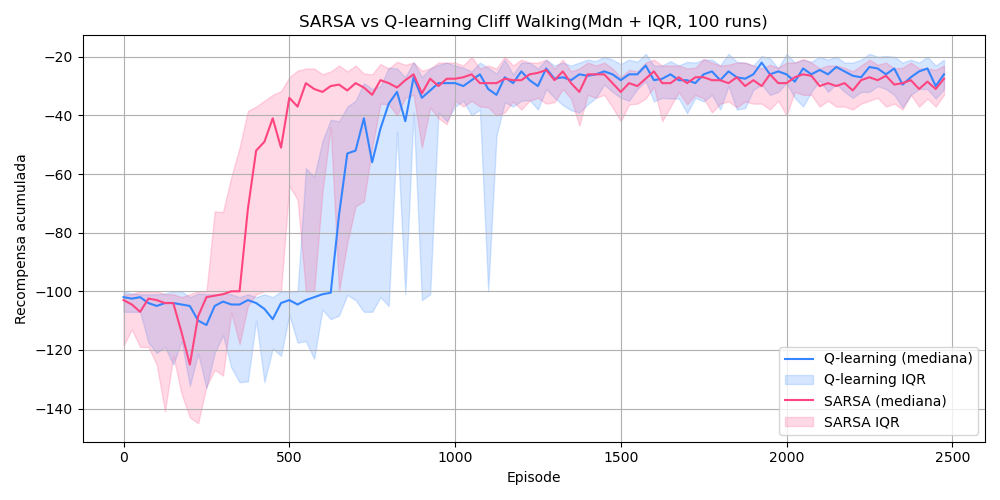 SARSA vs Q-learning Cliff Walking(Mdn + IQR, 100 runs)
Recompensa acumulada
−20
−40
−60
−80
−100
−120
−140
0
500
1000
1500
2000
2500
Episode
Q-learning (mediana)
Q-learning IQR
SARSA (mediana)
SARSA IQR